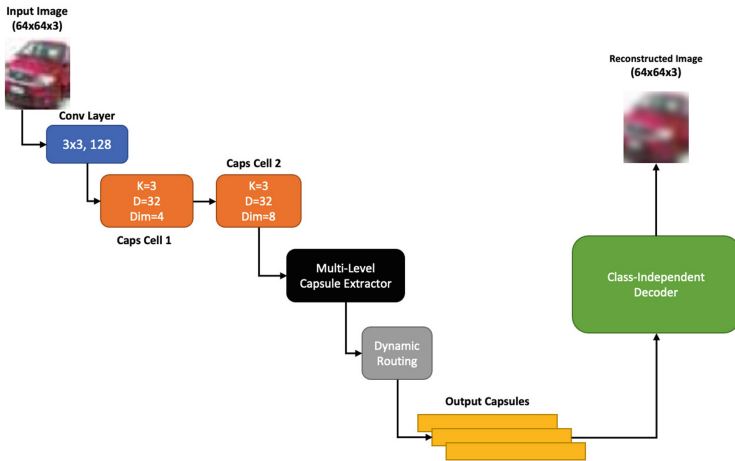 Input Image
(64x64x3)
Conv Layer
3x3, 128
K=3
D=32
Dim=4
Caps Cell 1
Caps Cell 2
K=3
D=32
Dim=8
Multi-Level
Capsule Extractor
Dynamic
Routing
Output Capsules
Class-Independent
Decoder
Reconstructed Image
(64x64x3)